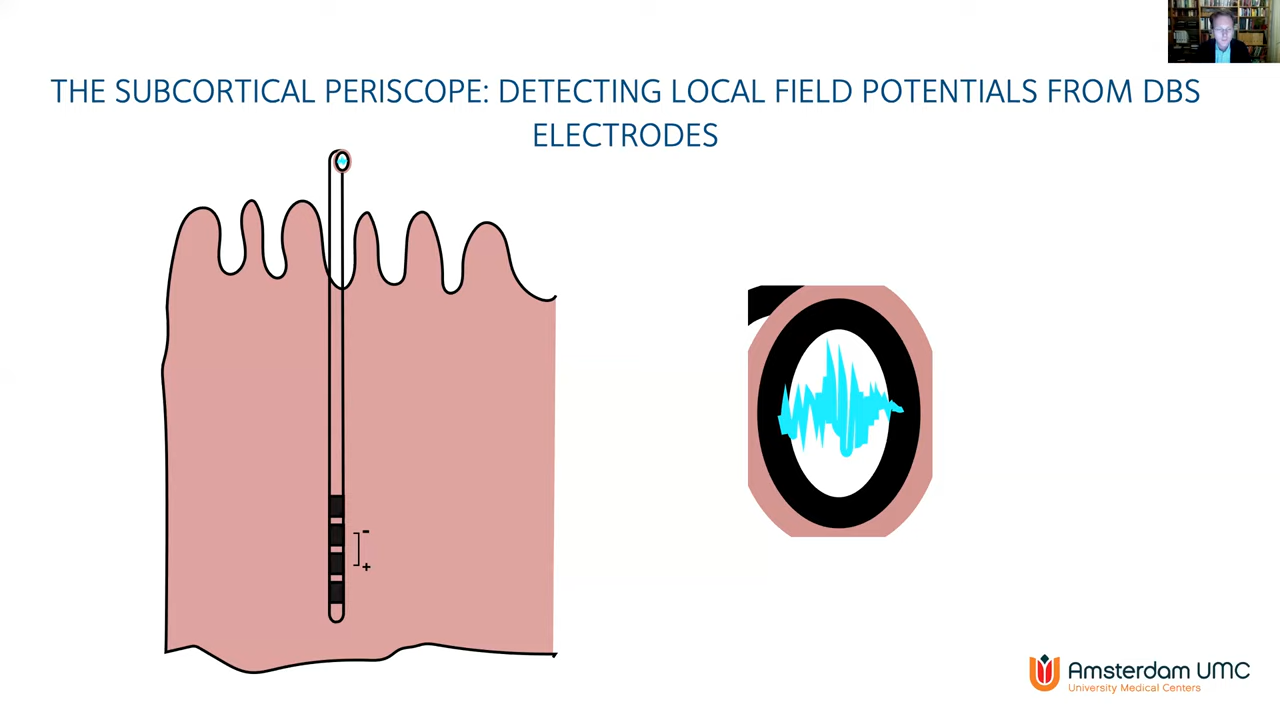 THE SUBCORTICAL PERISCOPE: DETECTING LOCAL FIELD POTENTIALS FROM DBS
ELECTRODES
-
+
Amsterdam UMC
University Medical Centers